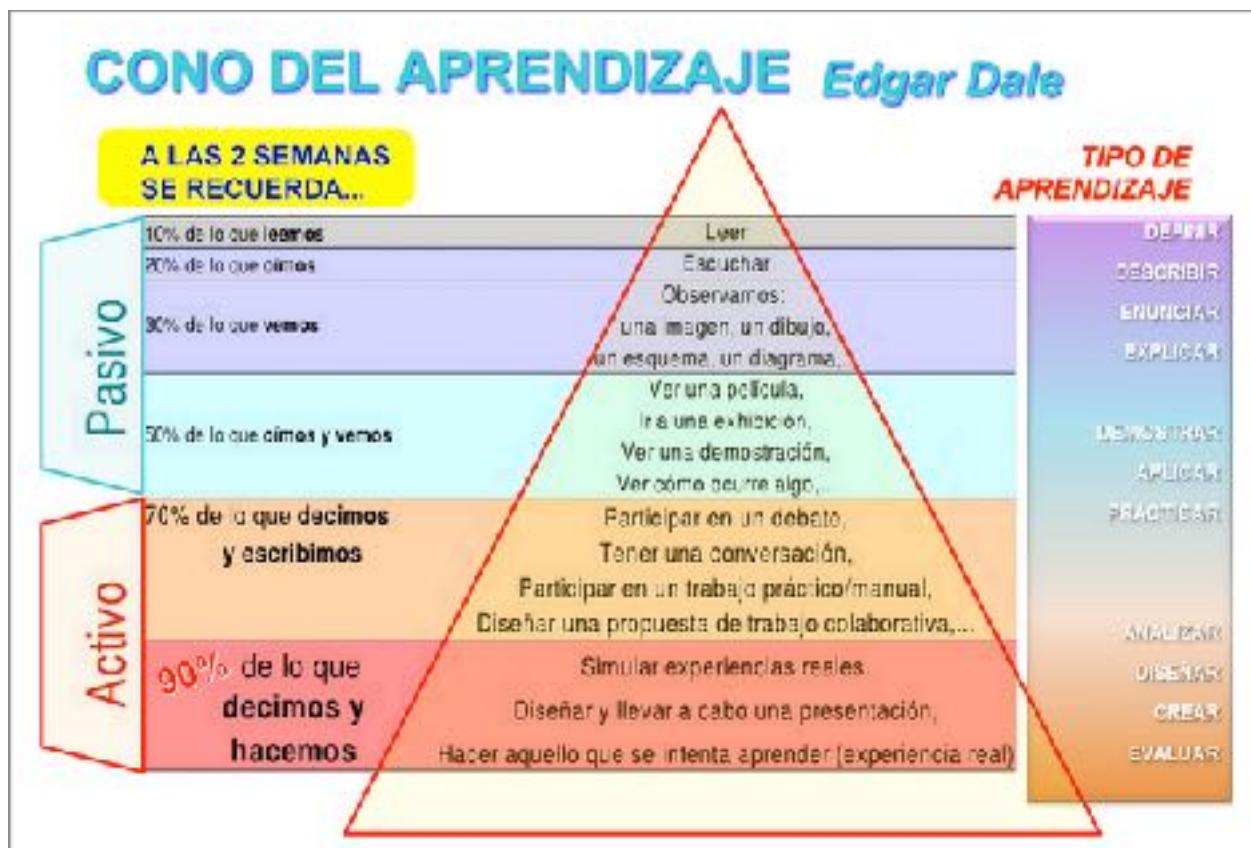 CONO DEL APRENDIZAJE Edgar Dale
A LAS 2 SEMANAS
SE RECUERDA...
TIPO DE
APRENDIZAJE
Pasivo
10% de lo que leemos
Leer
20% de lo que oímos
Escuchar
30% de lo que vemos
Observamos:
una imagen, un dibujo,
un esquema, un diagrama,...
50% de lo que oímos y vemos
Ver una película,
Ir a una exhibición,
Ver una demostración,
Ver cómo ocurre algo,...
Activo
70% de lo que decimos
y escribimos
Participar en un debate,
Tener una conversación,
Participar en un trabajo práctico/manual,
Diseñar una propuesta de trabajo colaborativa,...
90% de lo que
decimos y
hacemos
Simular experiencias reales,
Diseñar y llevar a cabo una presentación,
Hacer aquello que se intenta aprender (experiencia real)
DEFINIR
DESCRIBIR
ENUNCIAR
EXPLICAR
DEMOSTRAR
APLICAR
PRACTICAR
ANALIZAR
DISEÑAR
CREAR
EVALUAR